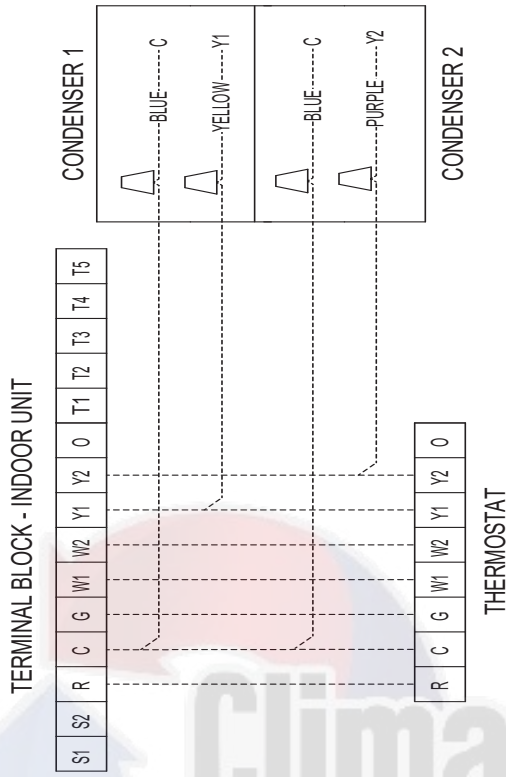 TERMINAL BLOCK - INDOOR UNIT
S1 S2 R C G W1 W2 Y1 Y2 O T1 T2 T3 T4 T5
THERMOSTAT
R C G W1 W2 Y1 Y2 O
CONDENSER 1
BLUE C
YELLOW Y1
BLUE C
PURPLE Y2
CONDENSER 2
Clima